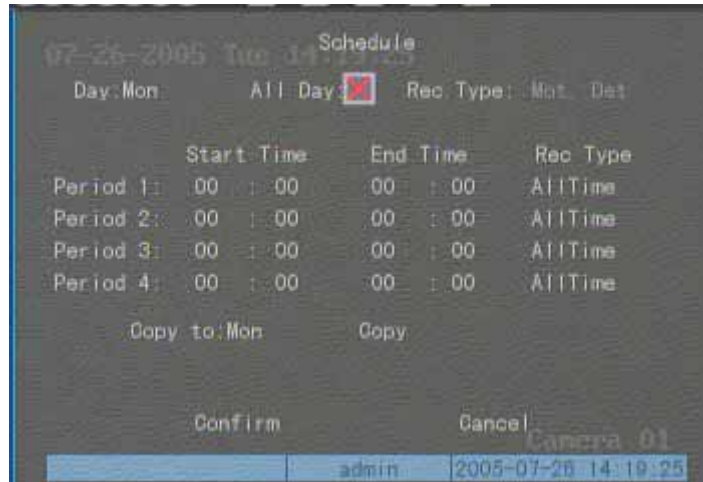 Schedule
07-26-2005 Tue 14:19:25
Day:Mon All Day: Rec Type: Mot Det
Start Time End Time Rec Type
Period 1: 00 : 00 00 : 00 AllTime
Period 2: 00 : 00 00 : 00 AllTime
Period 3: 00 : 00 00 : 00 AllTime
Period 4: 00 : 00 00 : 00 AllTime
Copy to:Mon Copy
Confirm Cancel
Camera 01
admin 2005-07-26 14:19:25